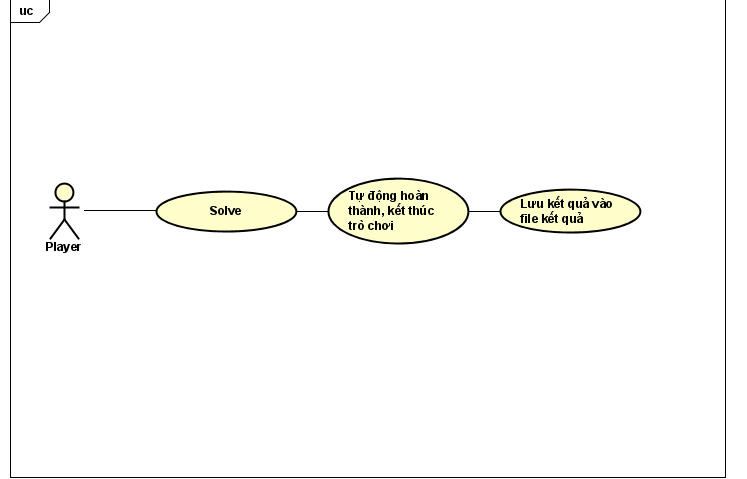 uc
Player
Solve
Tự động hoàn
thành, kết thúc
trò chơi
Lưu kết quả vào
file kết quả